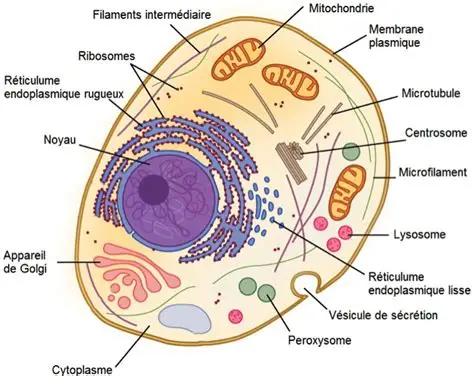 Filaments intermédiaire
Mitochondrie
Membrane
plasmique
Ribosomes
Réticulume
endoplasmique rugueux
Microtubule
Noyau
Centrosome
Microfilament
Lysosome
Appareil
de Golgi
Réticulume
endoplasmique lisse
Vésicule de sécrétion
Peroxysome
Cytoplasme